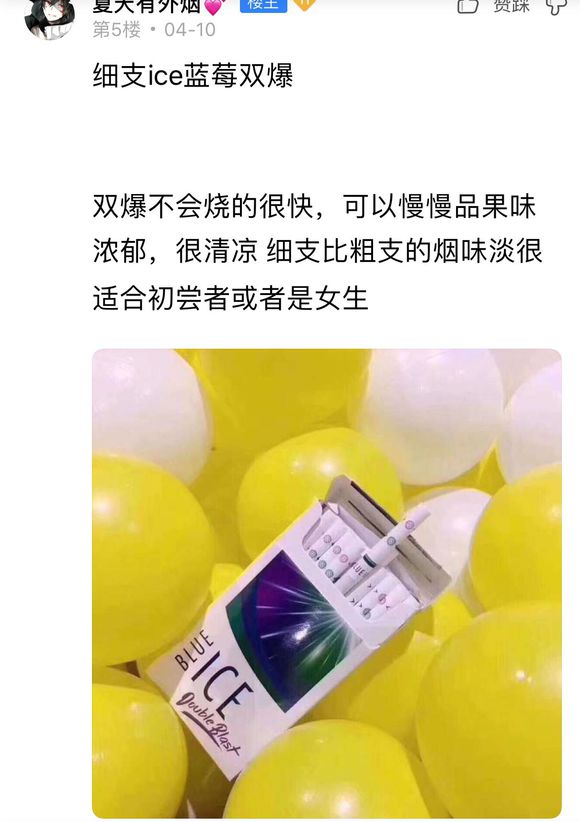 夏天有外烟
楼主
赞踩
第5楼 • 04-10
细支ice蓝莓双爆
双爆不会烧的很快，可以慢慢品果味
浓郁，很清凉 细支比粗支的烟味淡很
适合初尝者或者是女生
BLUE
ICE
Double Blast